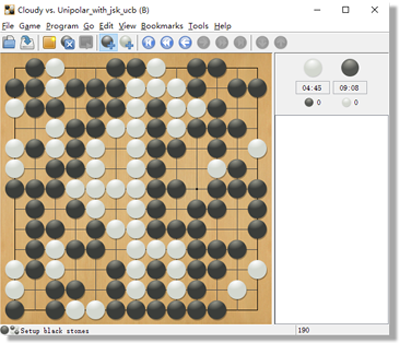 Cloudy vs. Unipolar_with_jsk_ucb (B)
File Game Program Go Edit View Bookmarks Tools Help
04:45 09:08
0 0
Setup black stones 190